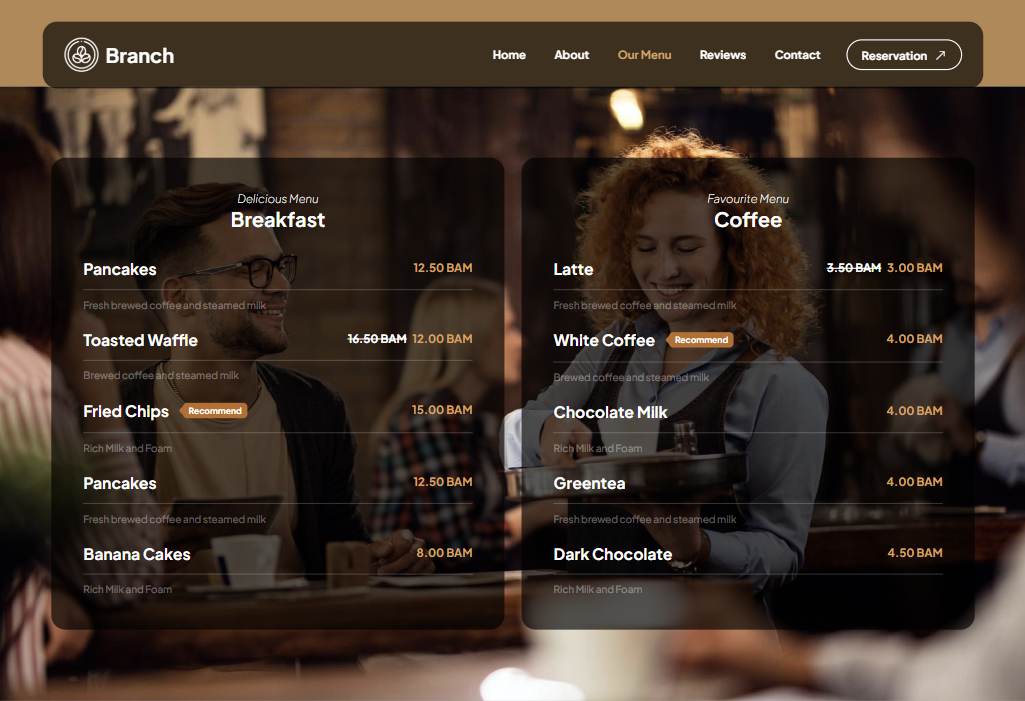 Branch
Home About Our Menu Reviews Contact Reservation
Delicious Menu
Breakfast
Pancakes 12.50 BAM
Fresh brewed coffee and steamed milk
Toasted Waffle 16.50 BAM 12.00 BAM
Brewed coffee and steamed milk
Fried Chips Recommend 15.00 BAM
Rich Milk and Foam
Pancakes 12.50 BAM
Fresh brewed coffee and steamed milk
Banana Cakes 8.00 BAM
Rich Milk and Foam
Favourite Menu
Coffee
Latte 3.50 BAM 3.00 BAM
Fresh brewed coffee and steamed milk
White Coffee Recommend 4.00 BAM
Brewed coffee and steamed milk
Chocolate Milk 4.00 BAM
Rich Milk and Foam
Greentea 4.00 BAM
Fresh brewed coffee and steamed milk
Dark Chocolate 4.50 BAM
Rich Milk and Foam